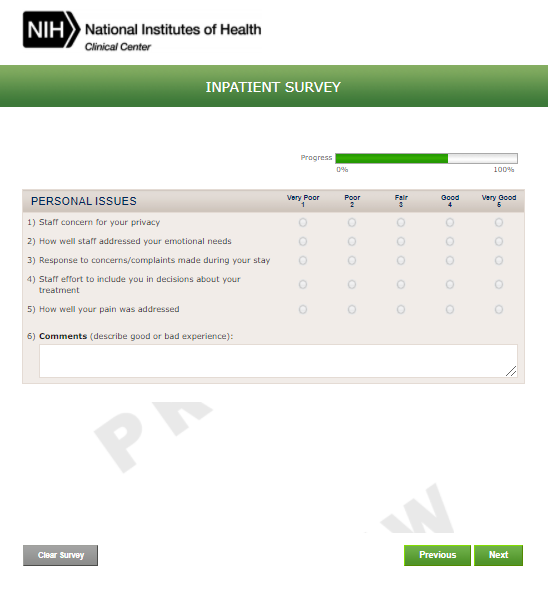 NIH National Institutes of Health
Clinical Center
INPATIENT SURVEY
Progress
0% 100%
PERSONAL ISSUES Very Poor Poor Fair Good Very Good
1 2 3 4 5
1) Staff concern for your privacy
2) How well staff addressed your emotional needs
3) Response to concerns/complaints made during your stay
4) Staff effort to include you in decisions about your
treatment
5) How well your pain was addressed
6) Comments (describe good or bad experience):
P R W
Clear Survey Previous Next